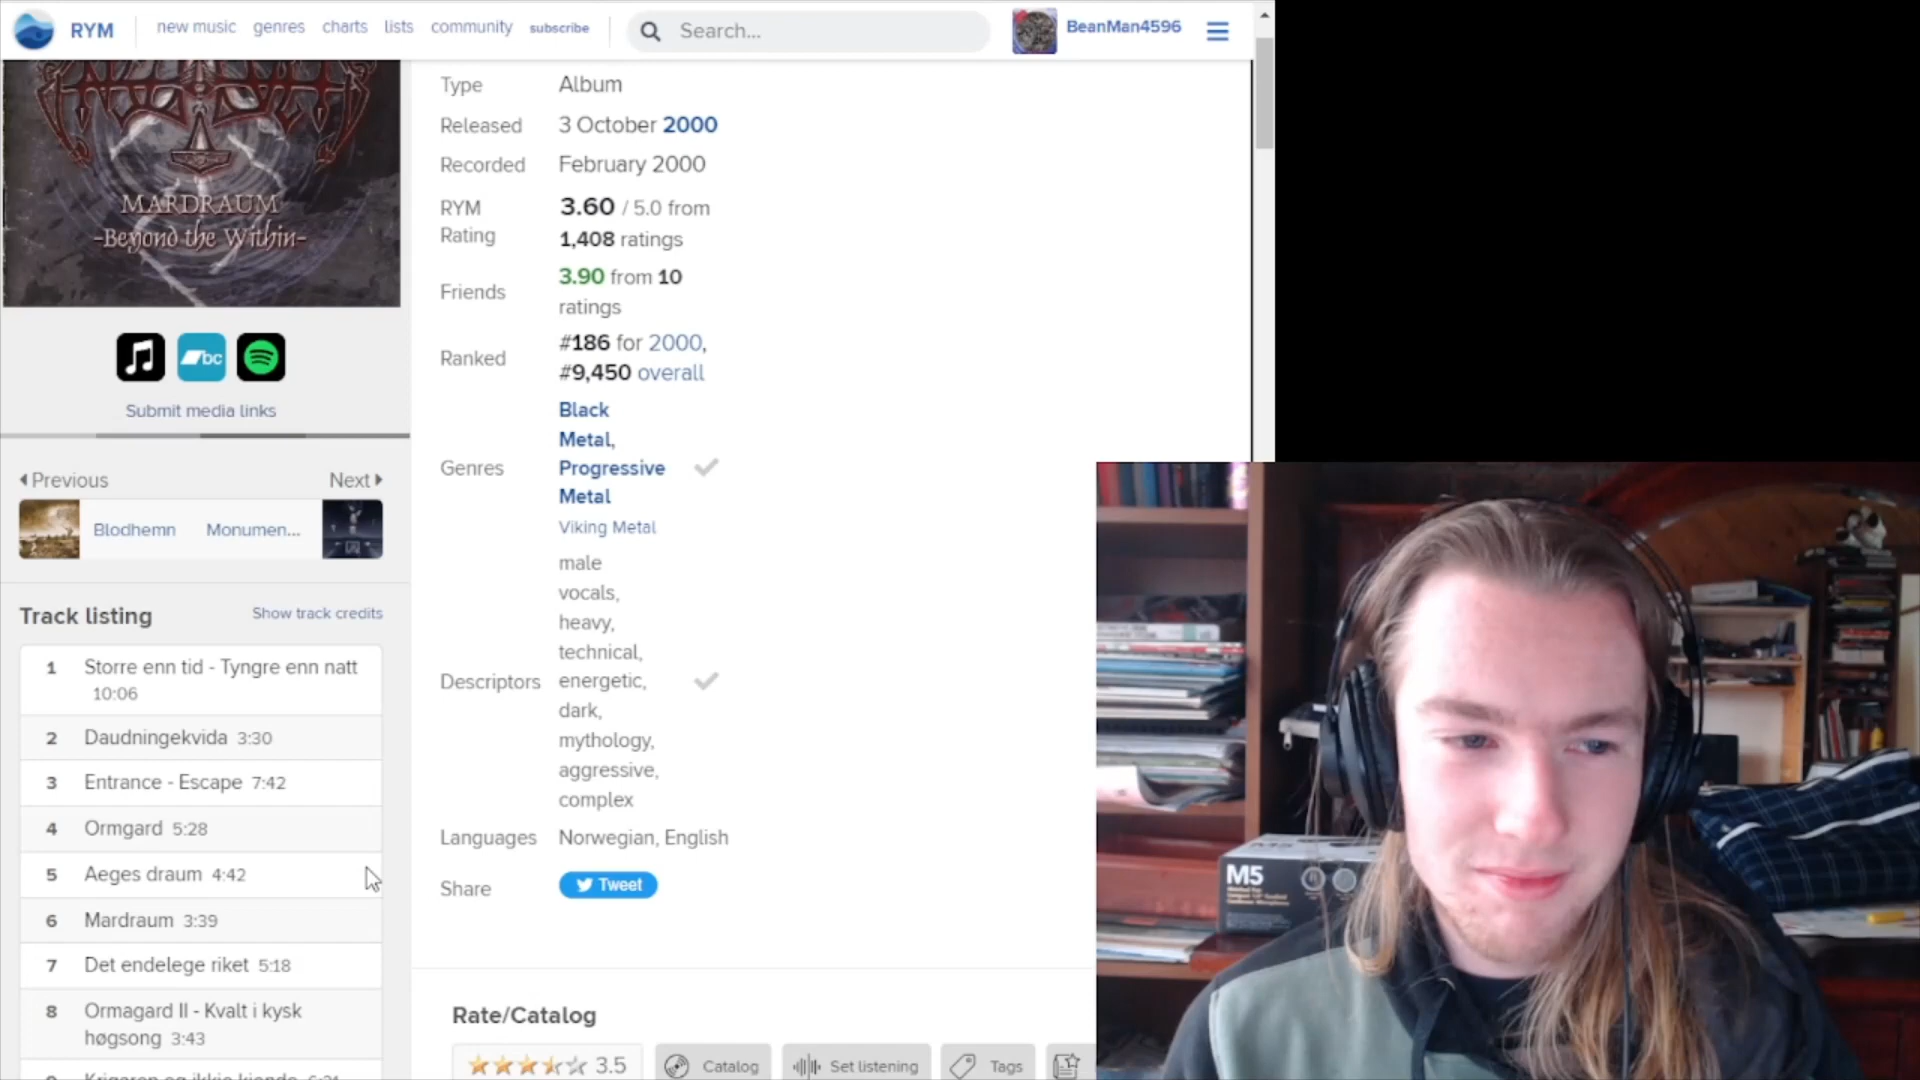 RYM
new music genres charts lists community subscribe
Search...
BeanMan4596
MARDRAUM
-Beyond the Within-
bc
Submit media links
Previous
Next
Blodhemn
Monumen...
Track listing
Show track credits
1 Storre enn tid - Tyngre enn natt
10:06
2 Daudningekvida 3:30
3 Entrance - Escape 7:42
4 Ormgard 5:28
5 Aeges draum 4:42
6 Mardraum 3:39
7 Det endelege riket 5:18
8 Ormagard II - Kvalt i kysk
høgsong 3:43
Type Album
Released 3 October 2000
Recorded February 2000
RYM
Rating
3.60 / 5.0 from
1,408 ratings
Friends
3.90 from 10
ratings
Ranked
#186 for 2000,
#9,450 overall
Genres
Black
Metal,
Progressive
Metal
Viking Metal
Descriptors
male
vocals,
heavy,
technical,
energetic,
dark,
mythology,
aggressive,
complex
Languages Norwegian, English
Share
Tweet
Rate/Catalog
3.5
Catalog
Set listening
Tags
M5